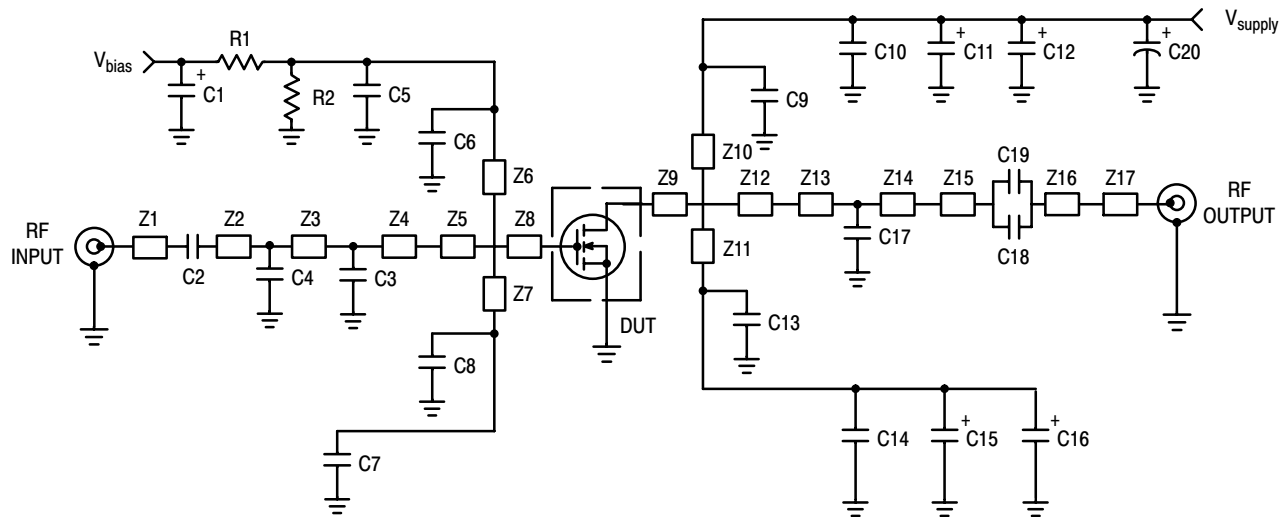 V_supply
C10
+
C11
+
C12
+
C20
V_bias
R1
+
C1
R2
C5
C9
C6
Z10
Z6
C19
Z9
Z12
Z13
Z14
Z15
Z16
Z17
RF
OUTPUT
RF
INPUT
Z1
Z2
Z3
Z4
Z5
Z8
C17
C18
Z11
C2
C4
C3
Z7
DUT
C13
C8
C7
C14
+
C15
+
C16